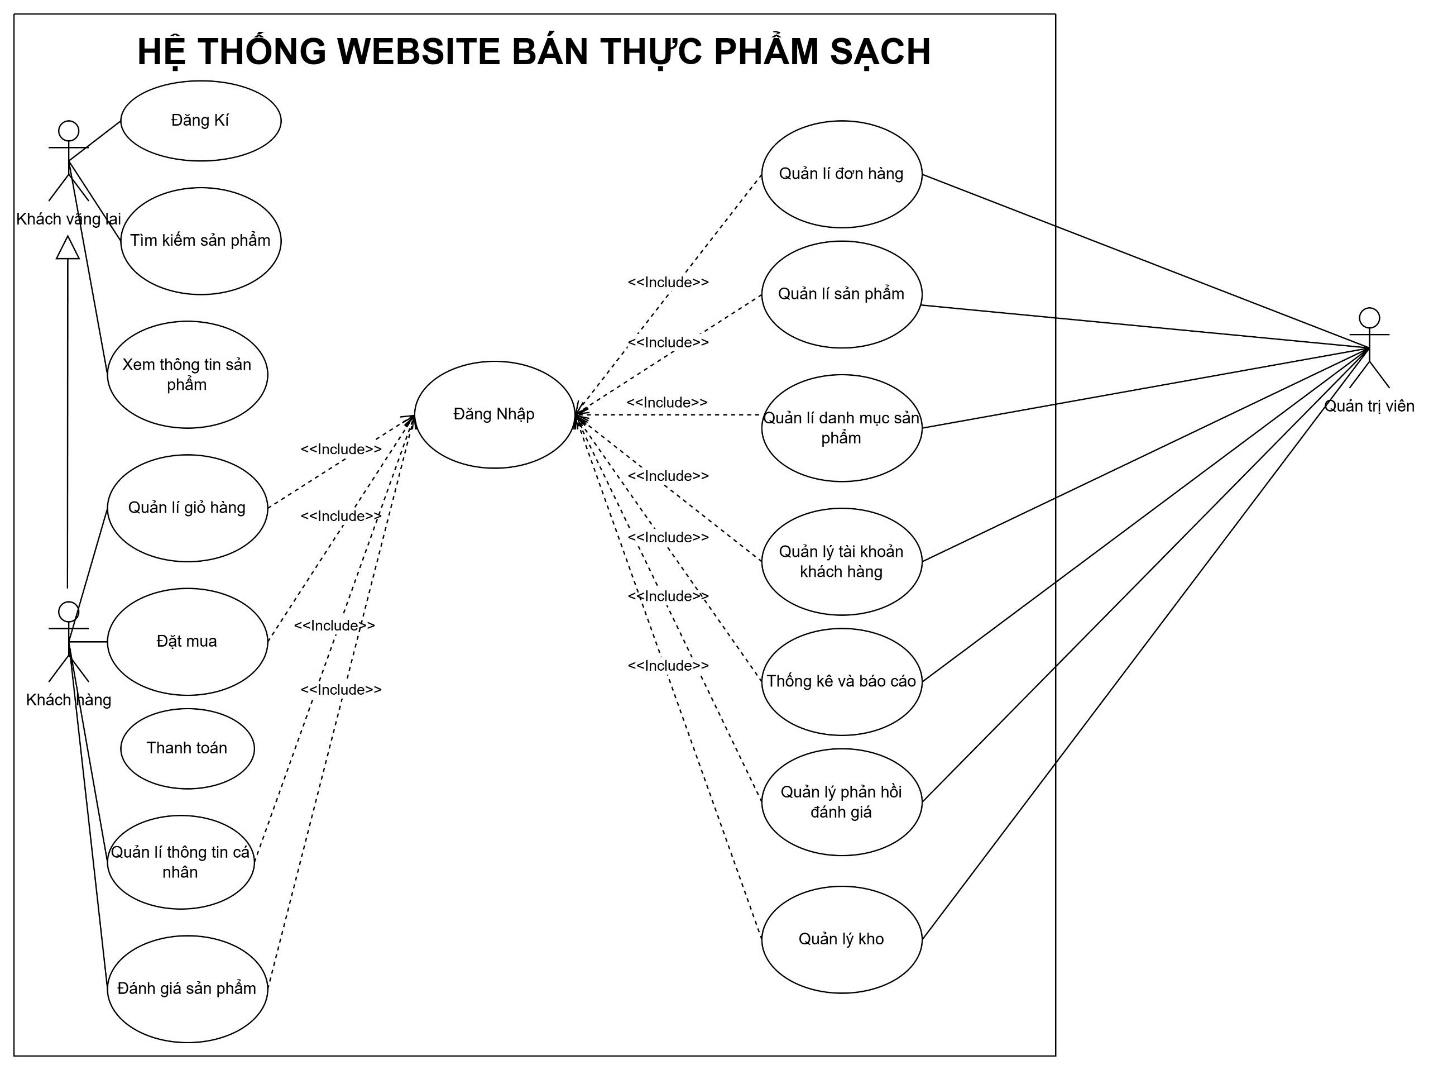 HỆ THỐNG WEBSITE BÁN THỰC PHẨM SẠCH
Đăng Kí
Khách vãng lai
Tìm kiếm sản phẩm
Xem thông tin sản
phẩm
Quản lí giỏ hàng
Đặt mua
Khách hàng
Thanh toán
Quản lí thông tin cá
nhân
Đánh giá sản phẩm
<<Include>>
<<Include>>
<<Include>>
<<Include>>
Đăng Nhập
<<Include>>
<<Include>>
<<Include>>
<<Include>>
<<Include>>
<<Include>>
<<Include>>
Quản lí đơn hàng
Quản lí sản phẩm
Quản lí danh mục sản
phẩm
Quản lý tài khoản
khách hàng
Thống kê và báo cáo
Quản lý phản hồi
đánh giá
Quản lý kho
Quản trị viên